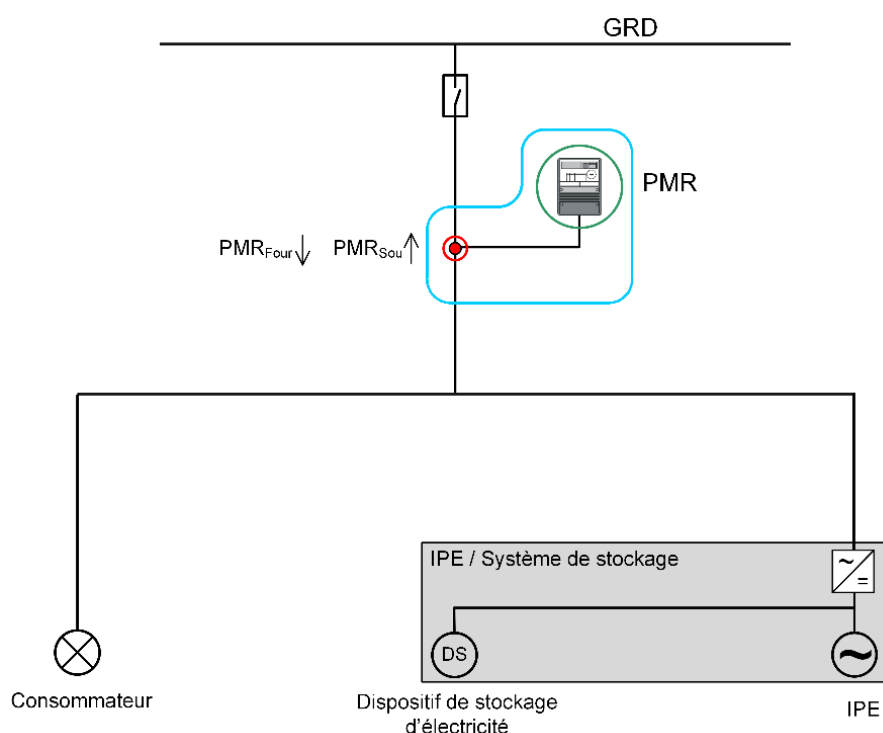 GRD
PMR
PMRFour PMRSou
IPE / Système de stockage
DS
Consommateur
Dispositif de stockage
d'électricité
IPE